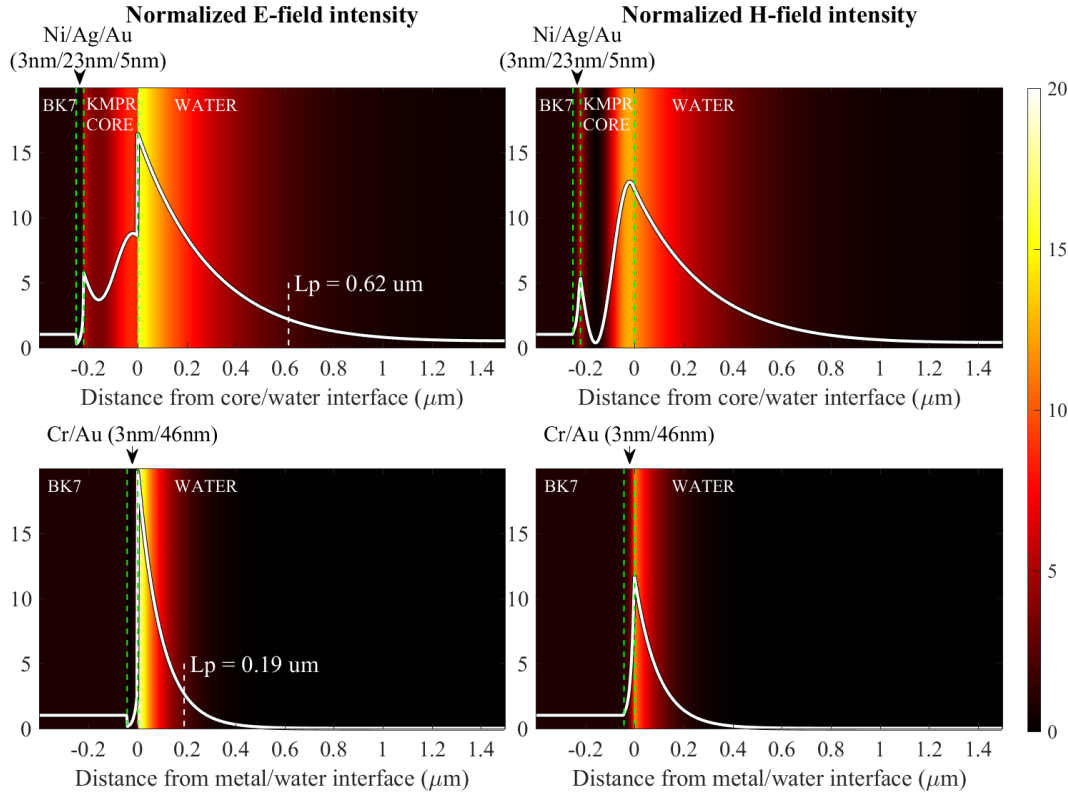 Normalized E-field intensity
Normalized H-field intensity
Ni/Ag/Au
(3nm/23nm/5nm)
Ni/Ag/Au
(3nm/23nm/5nm)
BK7
KMPR
CORE
WATER
15
10
5
0
Lp = 0.62 um
-0.2 0 0.2 0.4 0.6 0.8 1 1.2 1.4
Distance from core/water interface (μm)
BK7
KMPR
CORE
WATER
15
10
5
0
-0.2 0 0.2 0.4 0.6 0.8 1 1.2 1.4
Distance from core/water interface (μm)
20
15
10
5
0
Cr/Au (3nm/46nm)
BK7
WATER
15
10
5
0
Lp = 0.19 um
-0.2 0 0.2 0.4 0.6 0.8 1 1.2 1.4
Distance from metal/water interface (μm)
Cr/Au (3nm/46nm)
BK7
WATER
15
10
5
0
-0.2 0 0.2 0.4 0.6 0.8 1 1.2 1.4
Distance from metal/water interface (μm)